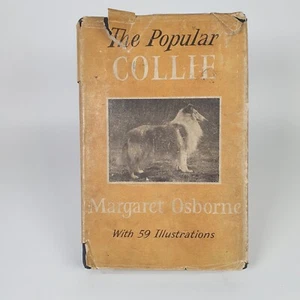 The Popular
COLLIE
Margaret Osborne
With 59 Illustrations